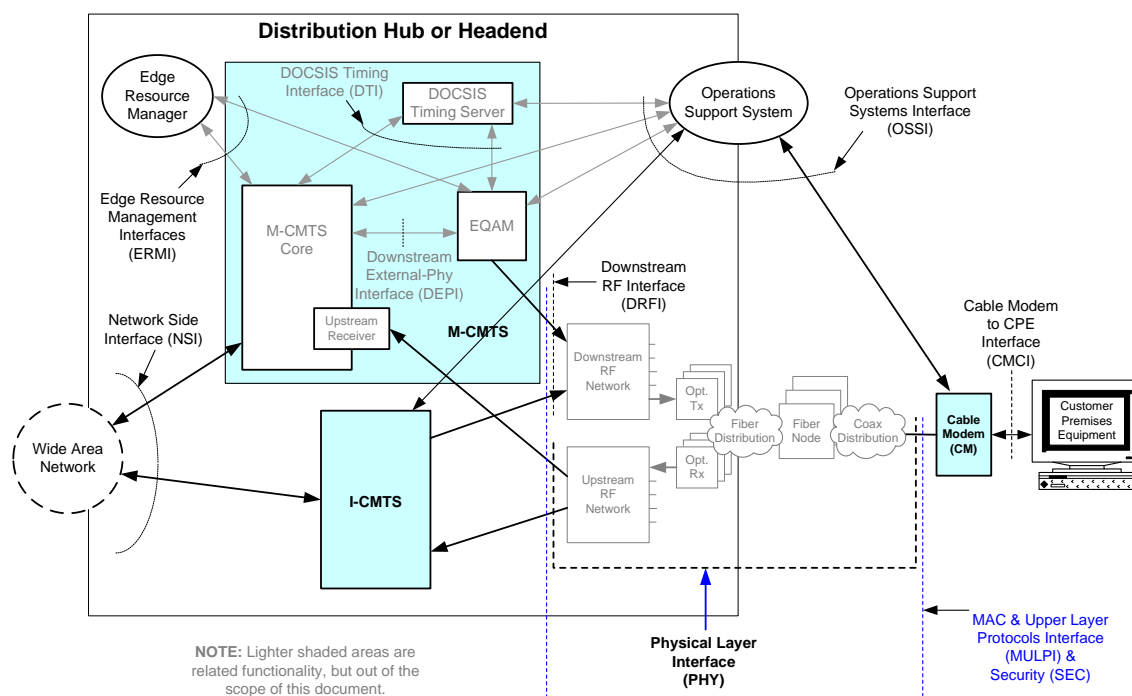 Distribution Hub or Headend
Edge
Resource
Manager
DOCSIS Timing
Interface (DTI)
DOCSIS
Timing Server
Operations
Support System
Operations Support
Systems Interface
(OSSI)
Edge Resource
Management
Interfaces
(ERMI)
M-CMTS
Core
EQAM
Downstream
External-Phy
Interface (DEPI)
Upstream
Receiver
M-CMTS
Downstream
RF Interface
(DRFI)
Network Side
Interface (NSI)
Cable Modem
to CPE
Interface
(CMCI)
Downstream
RF
Network
Opt.
Tx
Fiber
Distribution
Fiber
Node
Coax
Distribution
Cable
Modem
(CM)
Customer
Premises
Equipment
Wide Area
Network
I-CMTS
Upstream
RF
Network
Opt.
Rx
Physical Layer
Interface
(PHY)
MAC & Upper Layer
Protocols Interface
(MULPI) &
Security (SEC)
NOTE: Lighter shaded areas are
related functionality, but out of the
scope of this document.